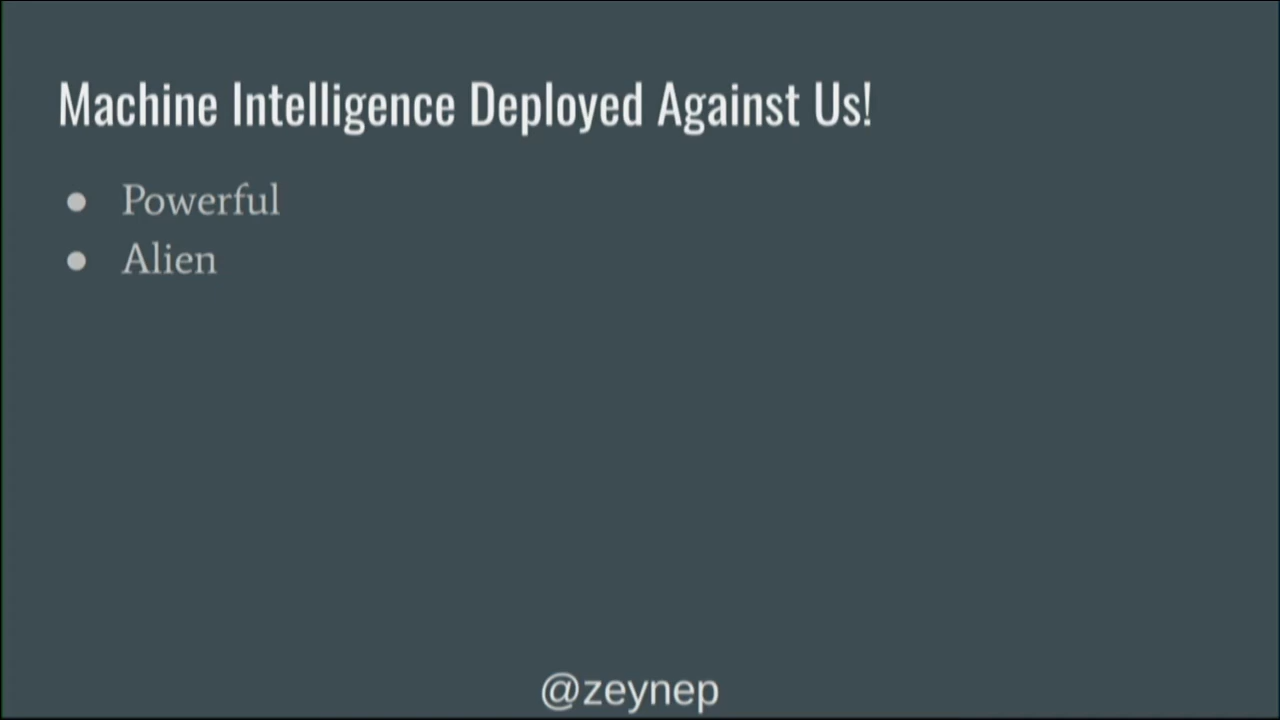 Machine Intelligence Deployed Against Us!
● Powerful
● Alien
@zeynep